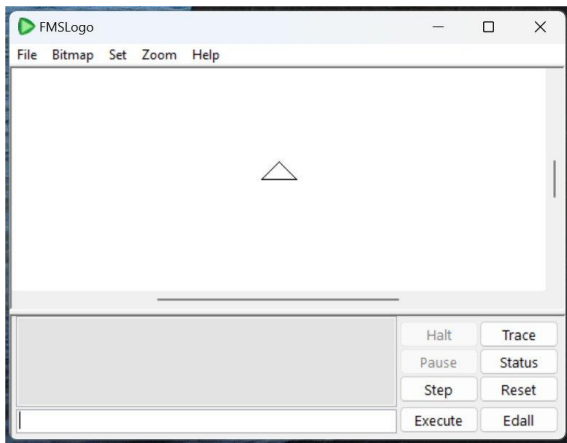 FMSLogo
File Bitmap Set Zoom Help
Halt Trace
Pause Status
Step Reset
Execute Edall